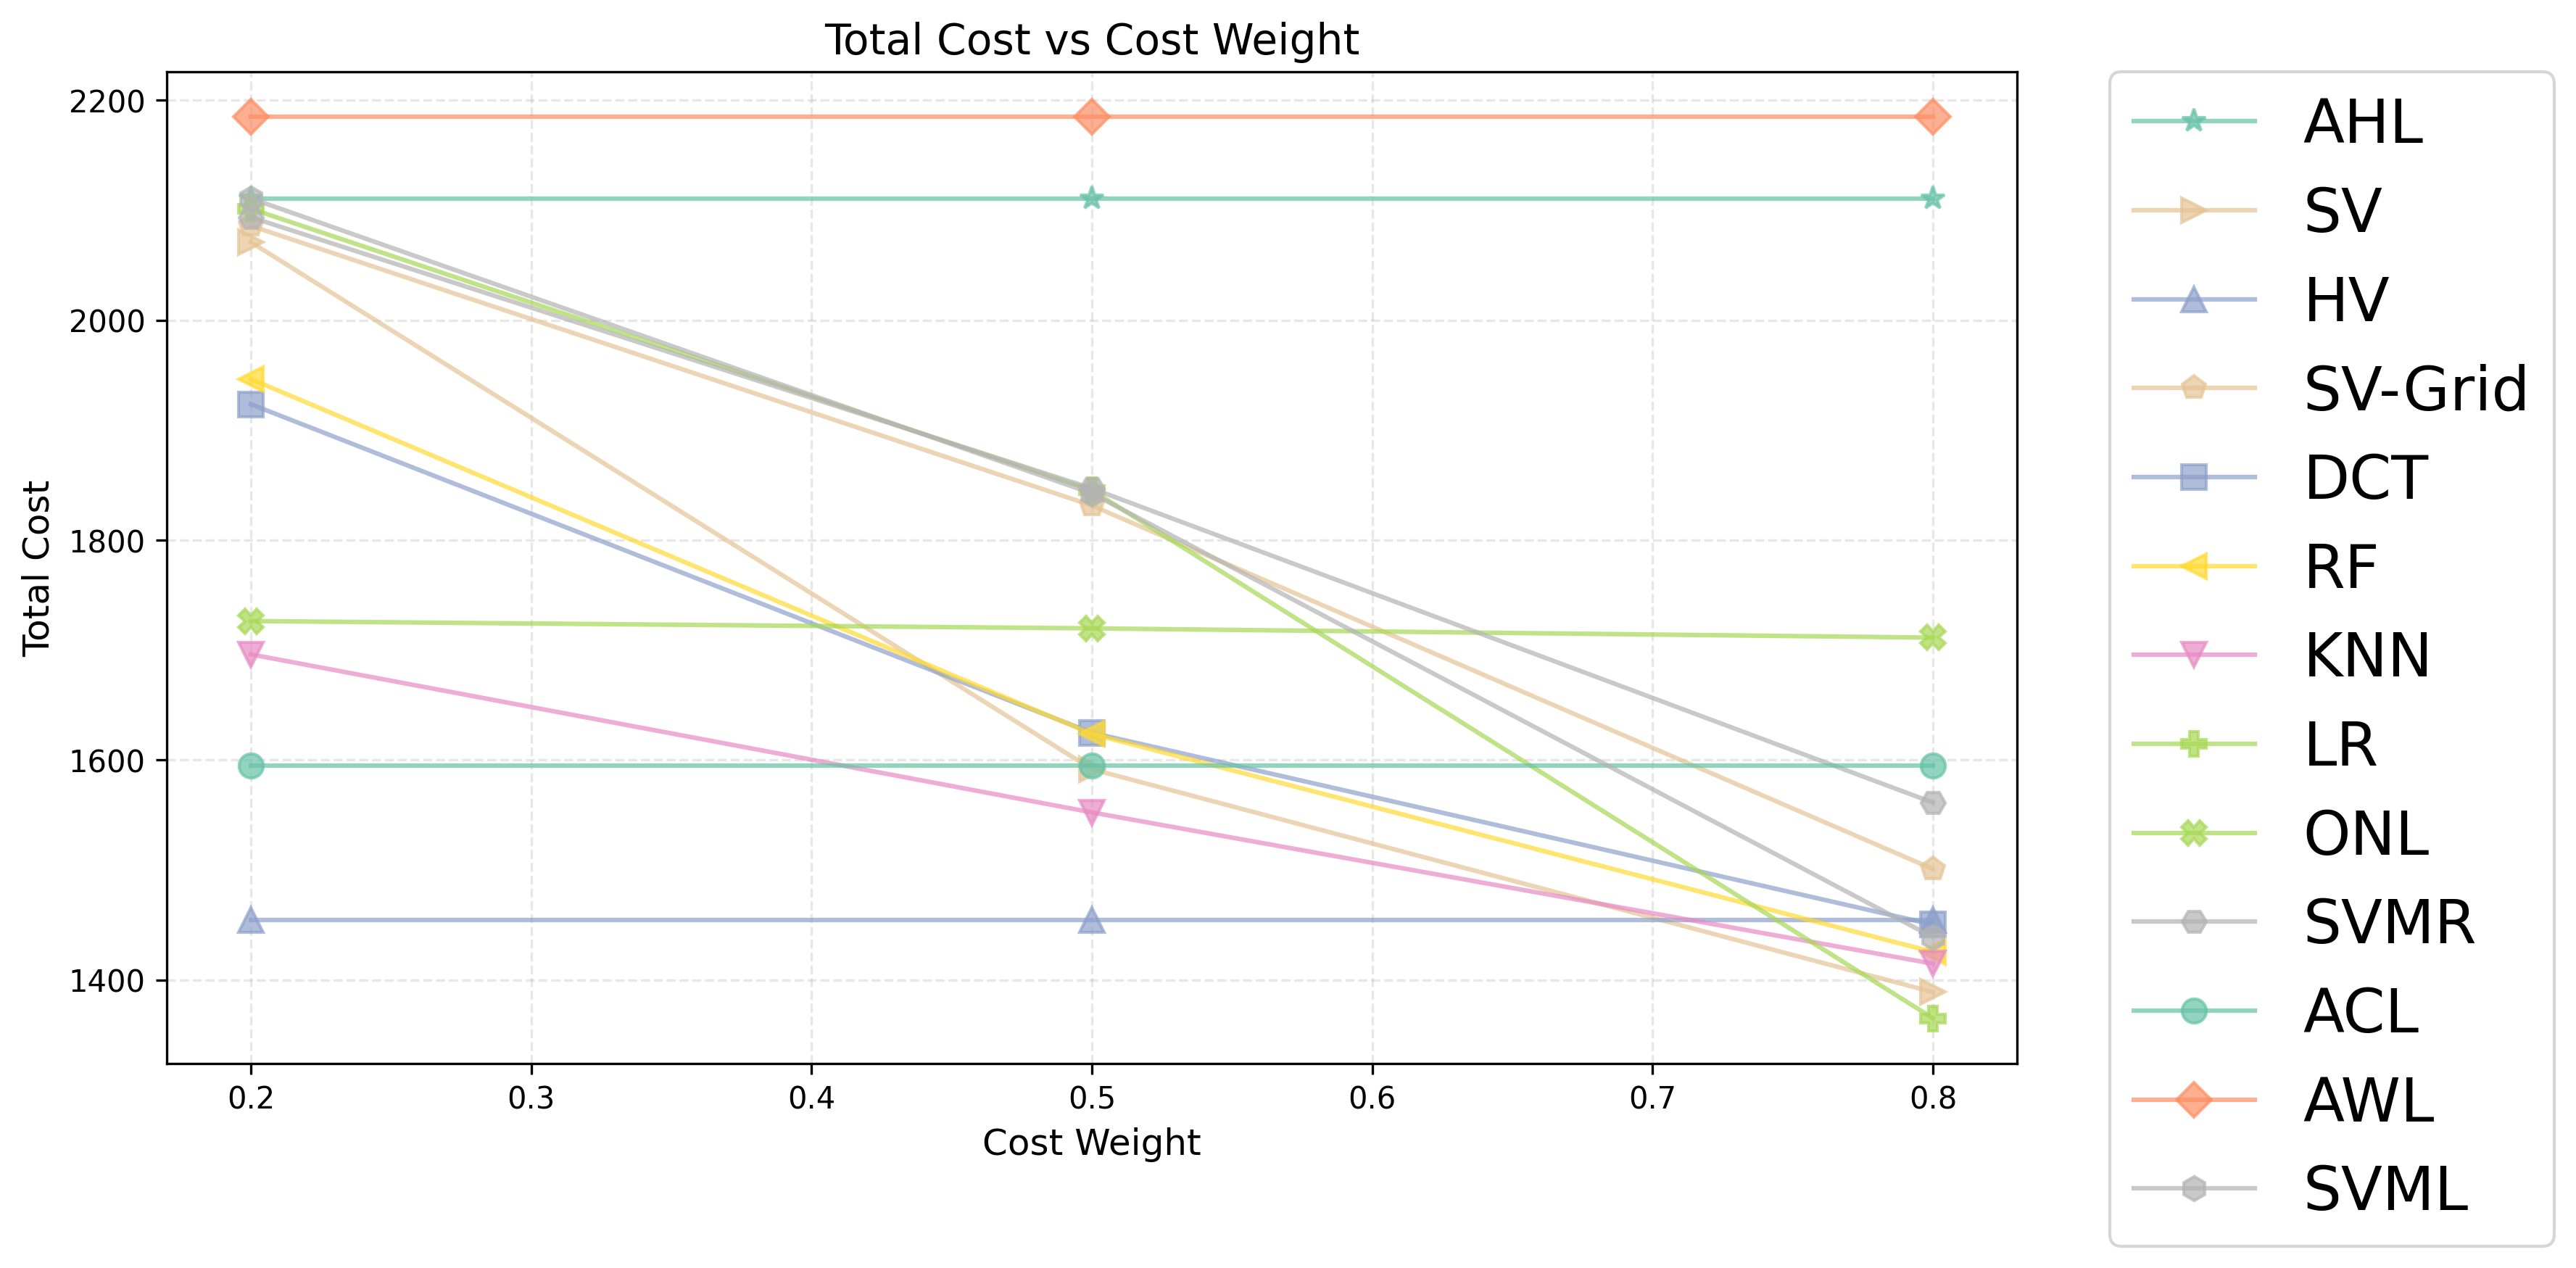 Total Cost vs Cost Weight
Total Cost
2200
2000
1800
1600
1400
0.2 0.3 0.4 0.5 0.6 0.7 0.8
Cost Weight
AHL
SV
HV
SV-Grid
DCT
RF
KNN
LR
ONL
SVMR
ACL
AWL
SVML